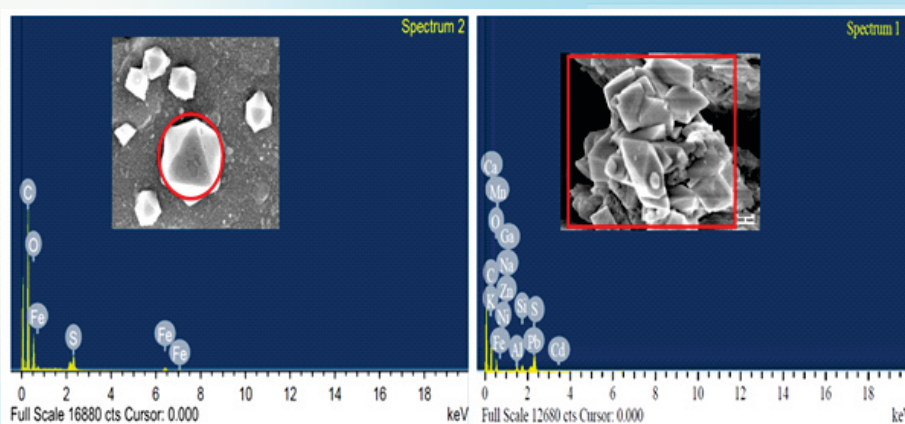 Spectrum 2
C
O
Fe
S
Fe
Fe
0 2 4 6 8 10 12 14 16 18
Full Scale 16880 cts Cursor: 0.000
keV
Spectrum 1
Ca
Mn
O
Ga
C
Na
K
Zn
Si
S
Ni
Fe
Al
Pb
Cd
0 2 4 6 8 10 12 14 16 18
Full Scale 12680 cts Cursor: 0.000
keV